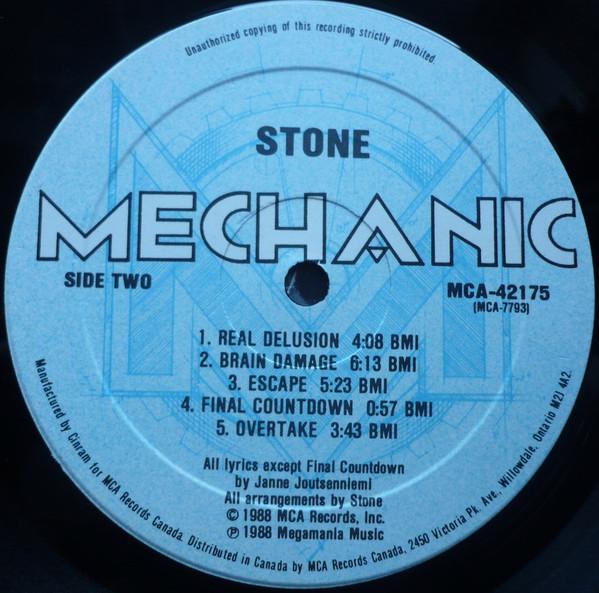 Unauthorized copying of this recording strictly prohibited.
STONE
MECHANIC
SIDE TWO
MCA-42175
(MCA-7793)
1. REAL DELUSION 4:08 BMI
2. BRAIN DAMAGE 6:13 BMI
3. ESCAPE 5:23 BMI
4. FINAL COUNTDOWN 0:57 BMI
5. OVERTAKE 3:43 BMI
All lyrics except Final Countdown
by Janne Joutsenniemi
All arrangements by Stone
© 1988 MCA Records, Inc.
℗ 1988 Megamania Music
Manufactured by Cinram for MCA Records Canada. Distributed in Canada by MCA Records Canada, 2450 Victoria Pk. Ave., Willowdale, Ontario M2J 4A2.